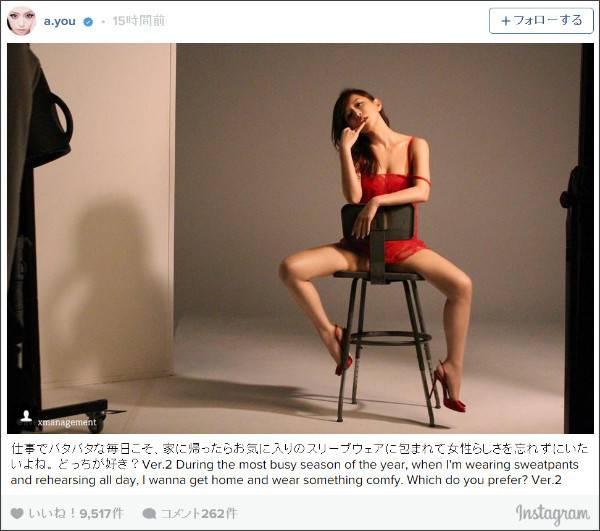 a.you • 15時間前 +フォローする
xmanagement
仕事でバタバタな毎日こそ、家に帰ったらお気に入りのスリープウェアに包まれて女性らしさを忘れずにいた
いよね。どっちが好き？Ver.2 During the most busy season of the year, when I'm wearing sweatpants
and rehearsing all day, I wanna get home and wear something comfy. Which do you prefer? Ver.2
いいね！9,517件 コメント262件 Instagram